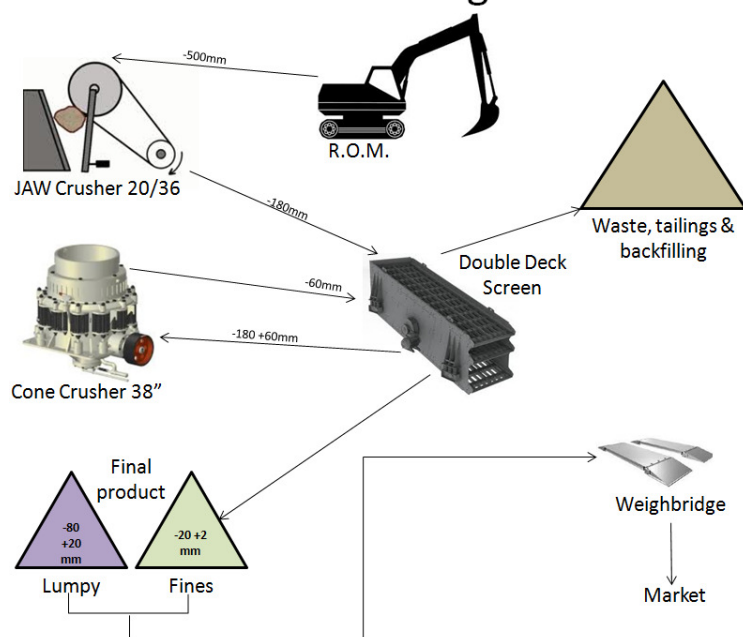 -500mm
R.O.M.
JAW Crusher 20/36
-180mm
Waste, tailings &
backfilling
Double Deck
Screen
-60mm
-180 +60mm
Cone Crusher 38”
Final
product
-80
+20
mm
-20 +2
mm
Lumpy
Fines
Weighbridge
Market